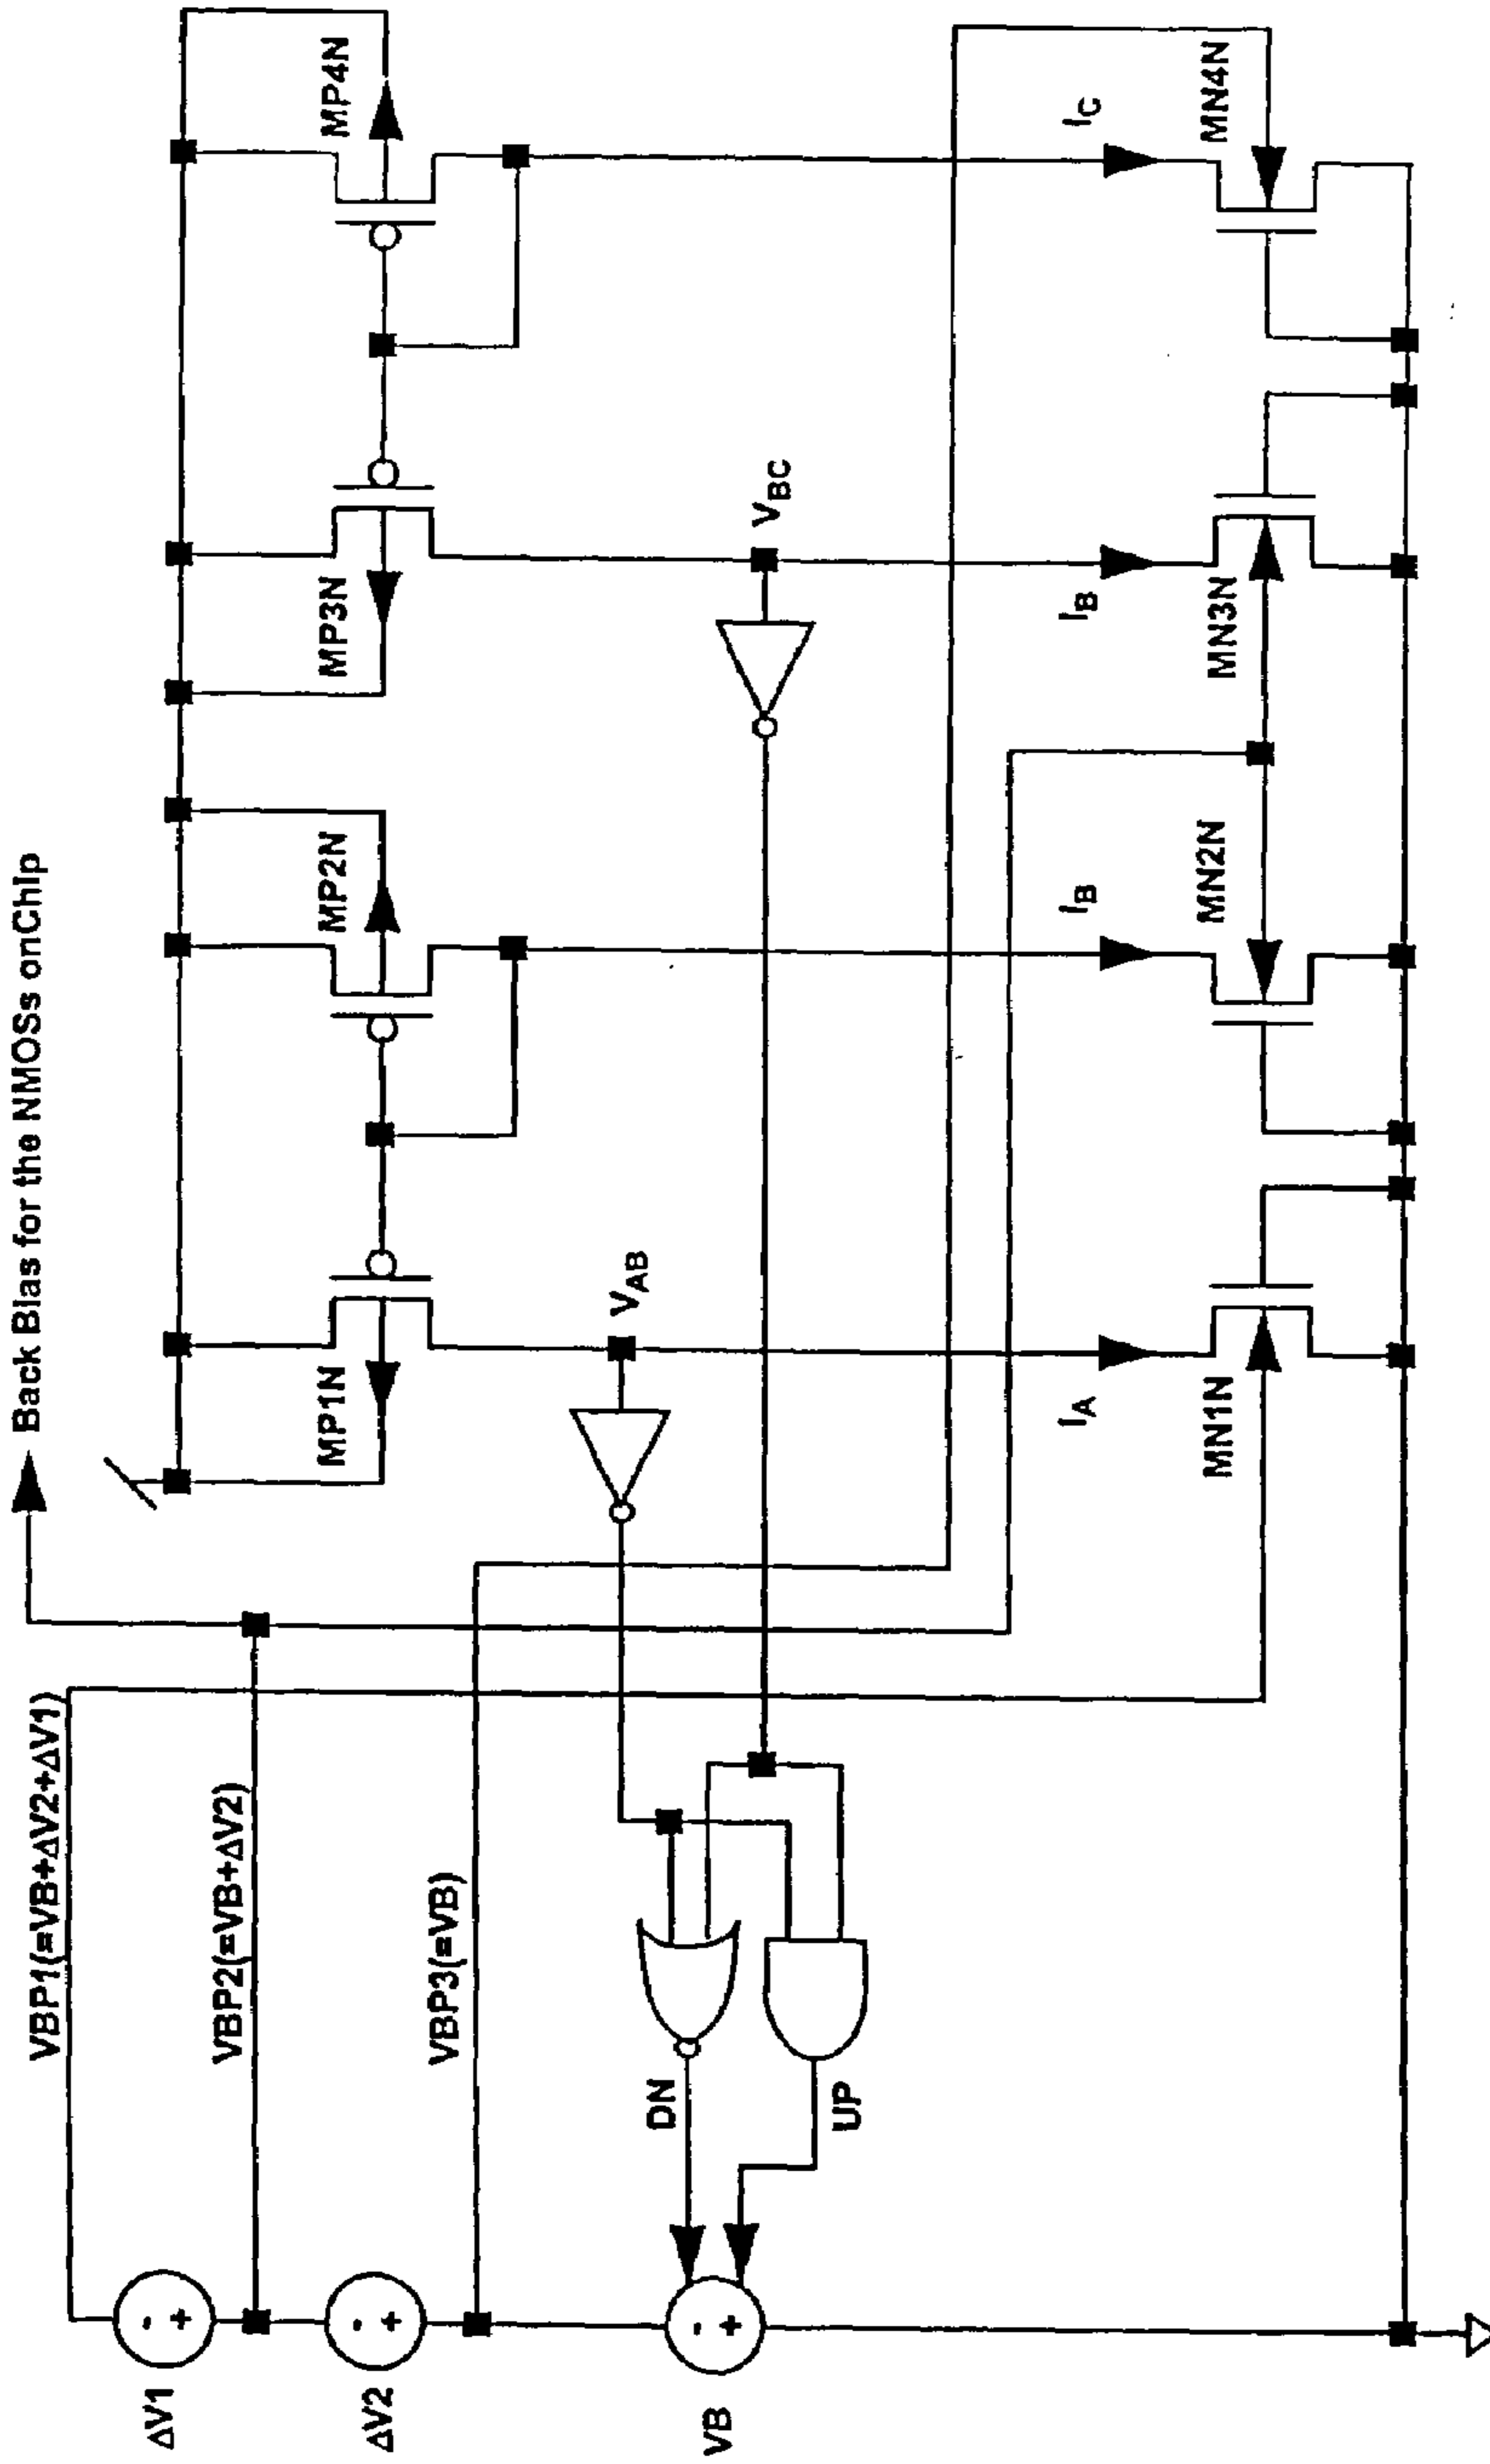 Back Bias for the NMOSs onChip
VBP1(=VB+ΔV2+ΔV1)
VBP2(=VB+ΔV2)
VBP3(=VB)
ΔV1
ΔV2
VB
DN
UP
MP1N
MP2N
MP3N
MP4N
VAB
VBC
IA
IB
IB
IC
MN1N
MN2N
MN3N
MN4N
- +
- +
- +